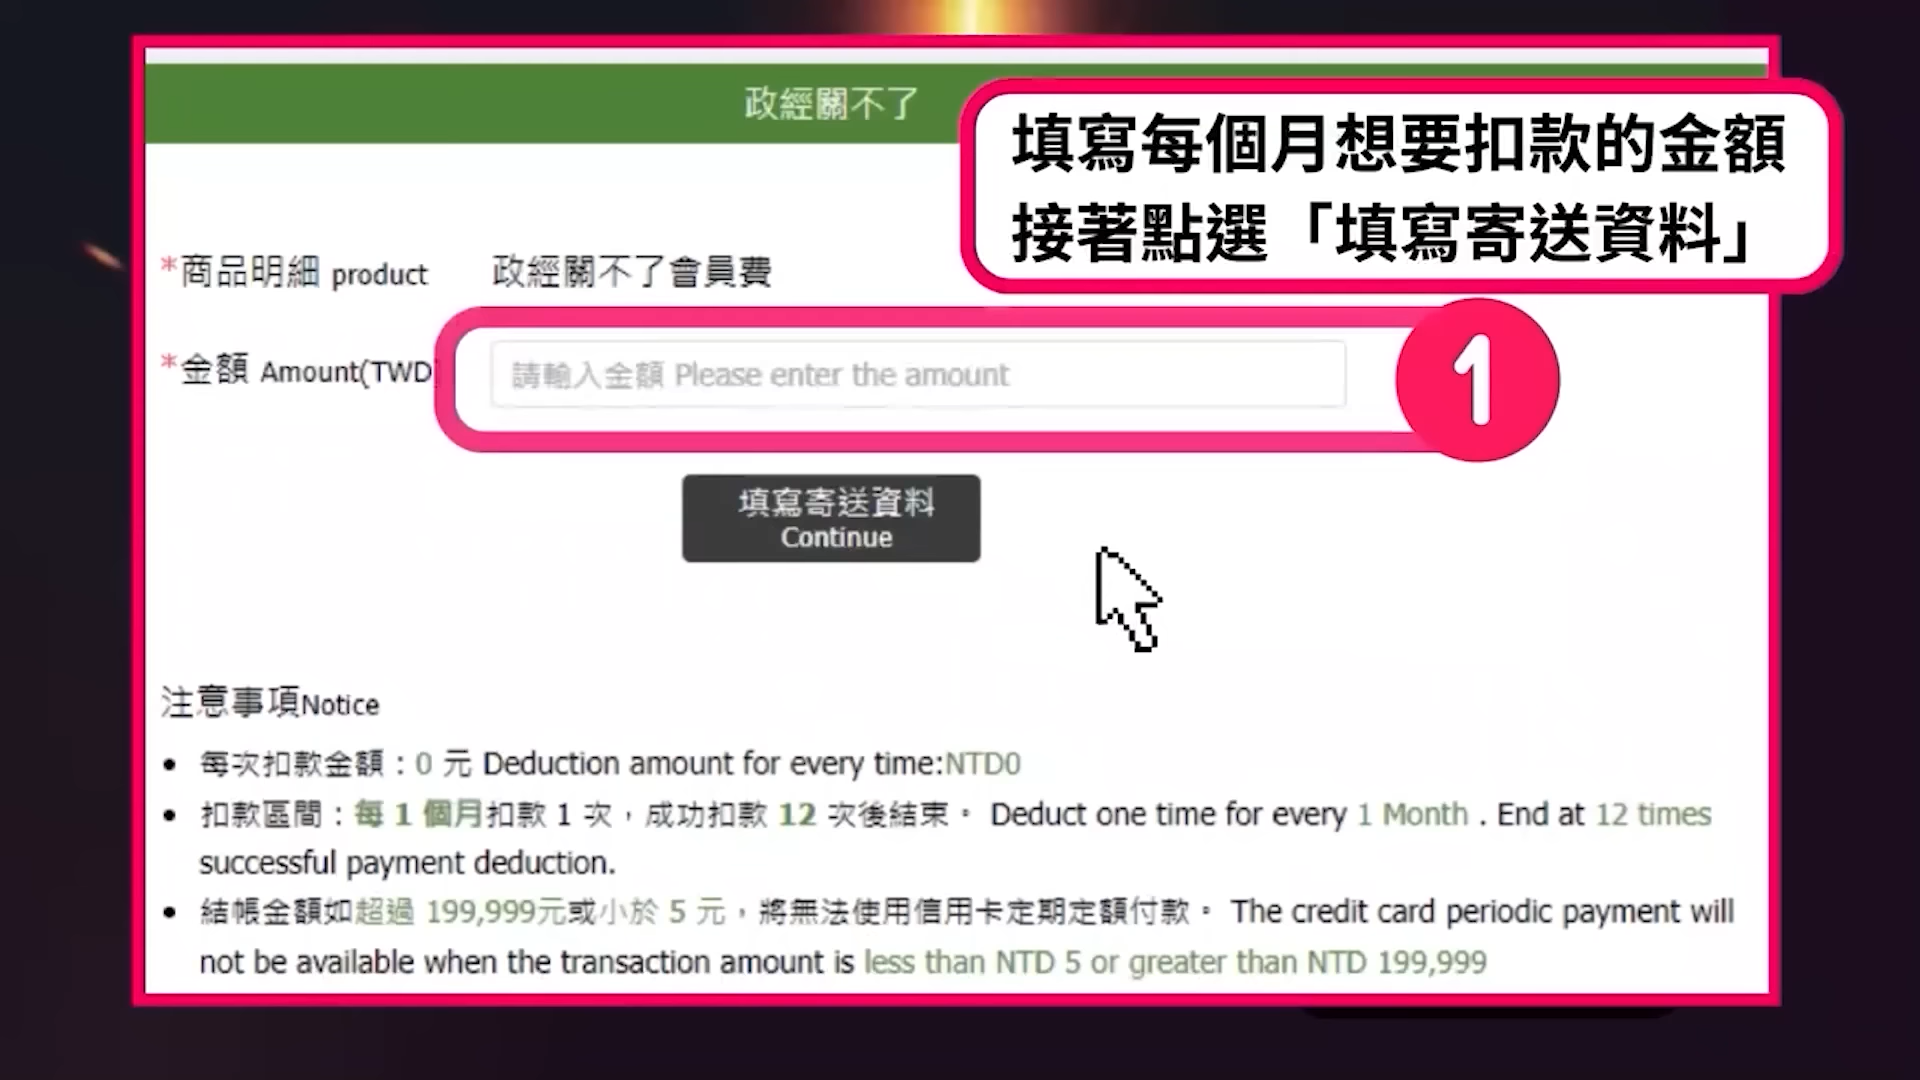 政經關不了
填寫每個月想要扣款的金額
接著點選「填寫寄送資料」
*商品明細 product 政經關不了會員費
*金額 Amount(TWD 請輸入金額 Please enter the amount
1
填寫寄送資料
Continue
注意事項Notice
• 每次扣款金額：0 元 Deduction amount for every time:NTD0
• 扣款區間：每 1 個月扣款 1 次，成功扣款 12 次後結束。 Deduct one time for every 1 Month . End at 12 times
successful payment deduction.
• 結帳金額如超過 199,999元或小於 5 元，將無法使用信用卡定期定額付款。 The credit card periodic payment will
not be available when the transaction amount is less than NTD 5 or greater than NTD 199,999